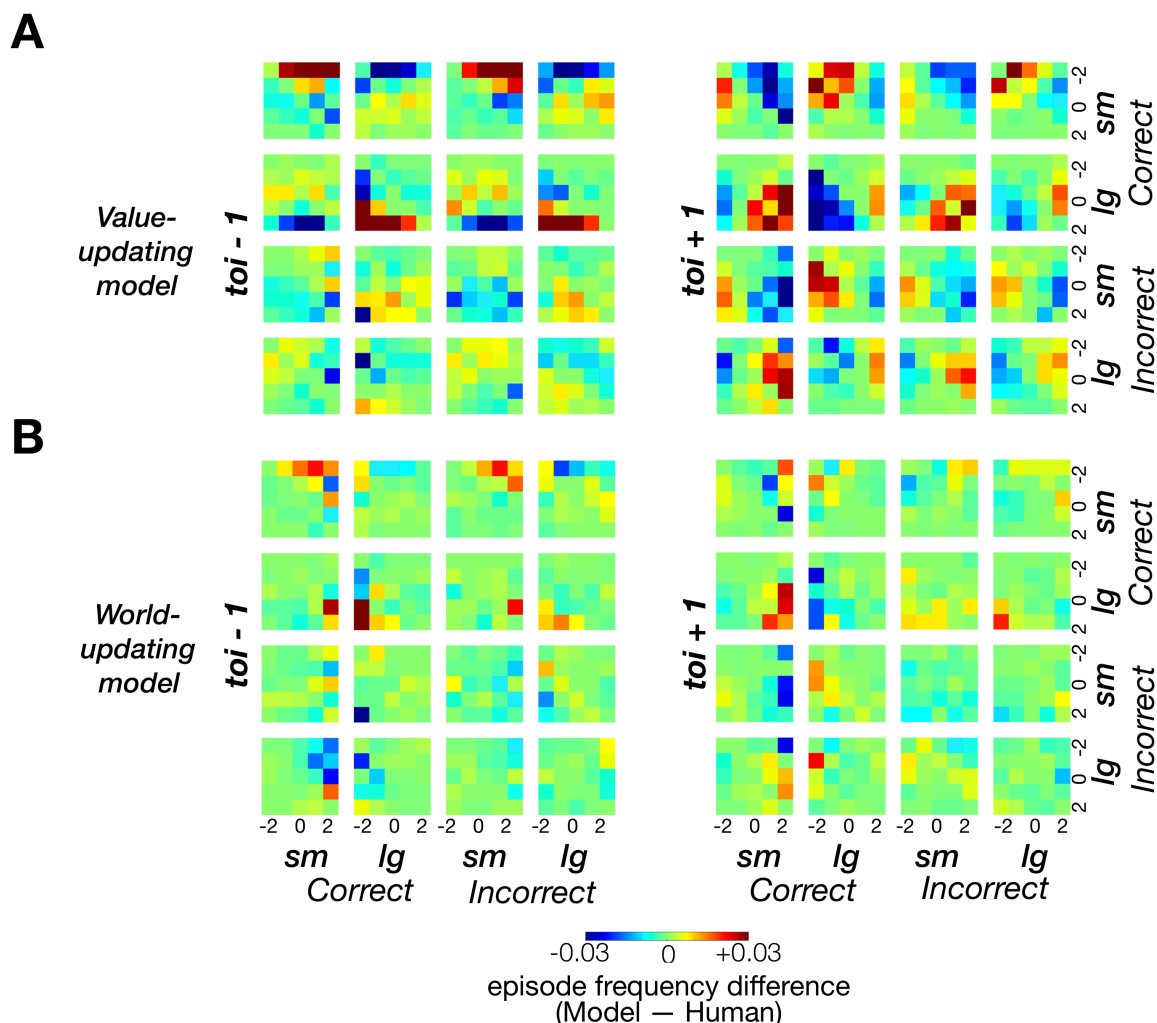 A
Value-
updating
model
toi - 1
toi + 1
-2 0 2
sm
-2 0 2
lg
Correct
-2 0 2
sm
-2 0 2
lg
Incorrect
B
World-
updating
model
toi - 1
toi + 1
-2 0 2
sm
-2 0 2
lg
Correct
-2 0 2
sm
-2 0 2
lg
Incorrect
-2 0 2 -2 0 2 -2 0 2 -2 0 2 -2 0 2 -2 0 2 -2 0 2 -2 0 2
sm lg sm lg sm lg sm lg
Correct Incorrect Correct Incorrect
-0.03 0 +0.03
episode frequency difference
(Model — Human)